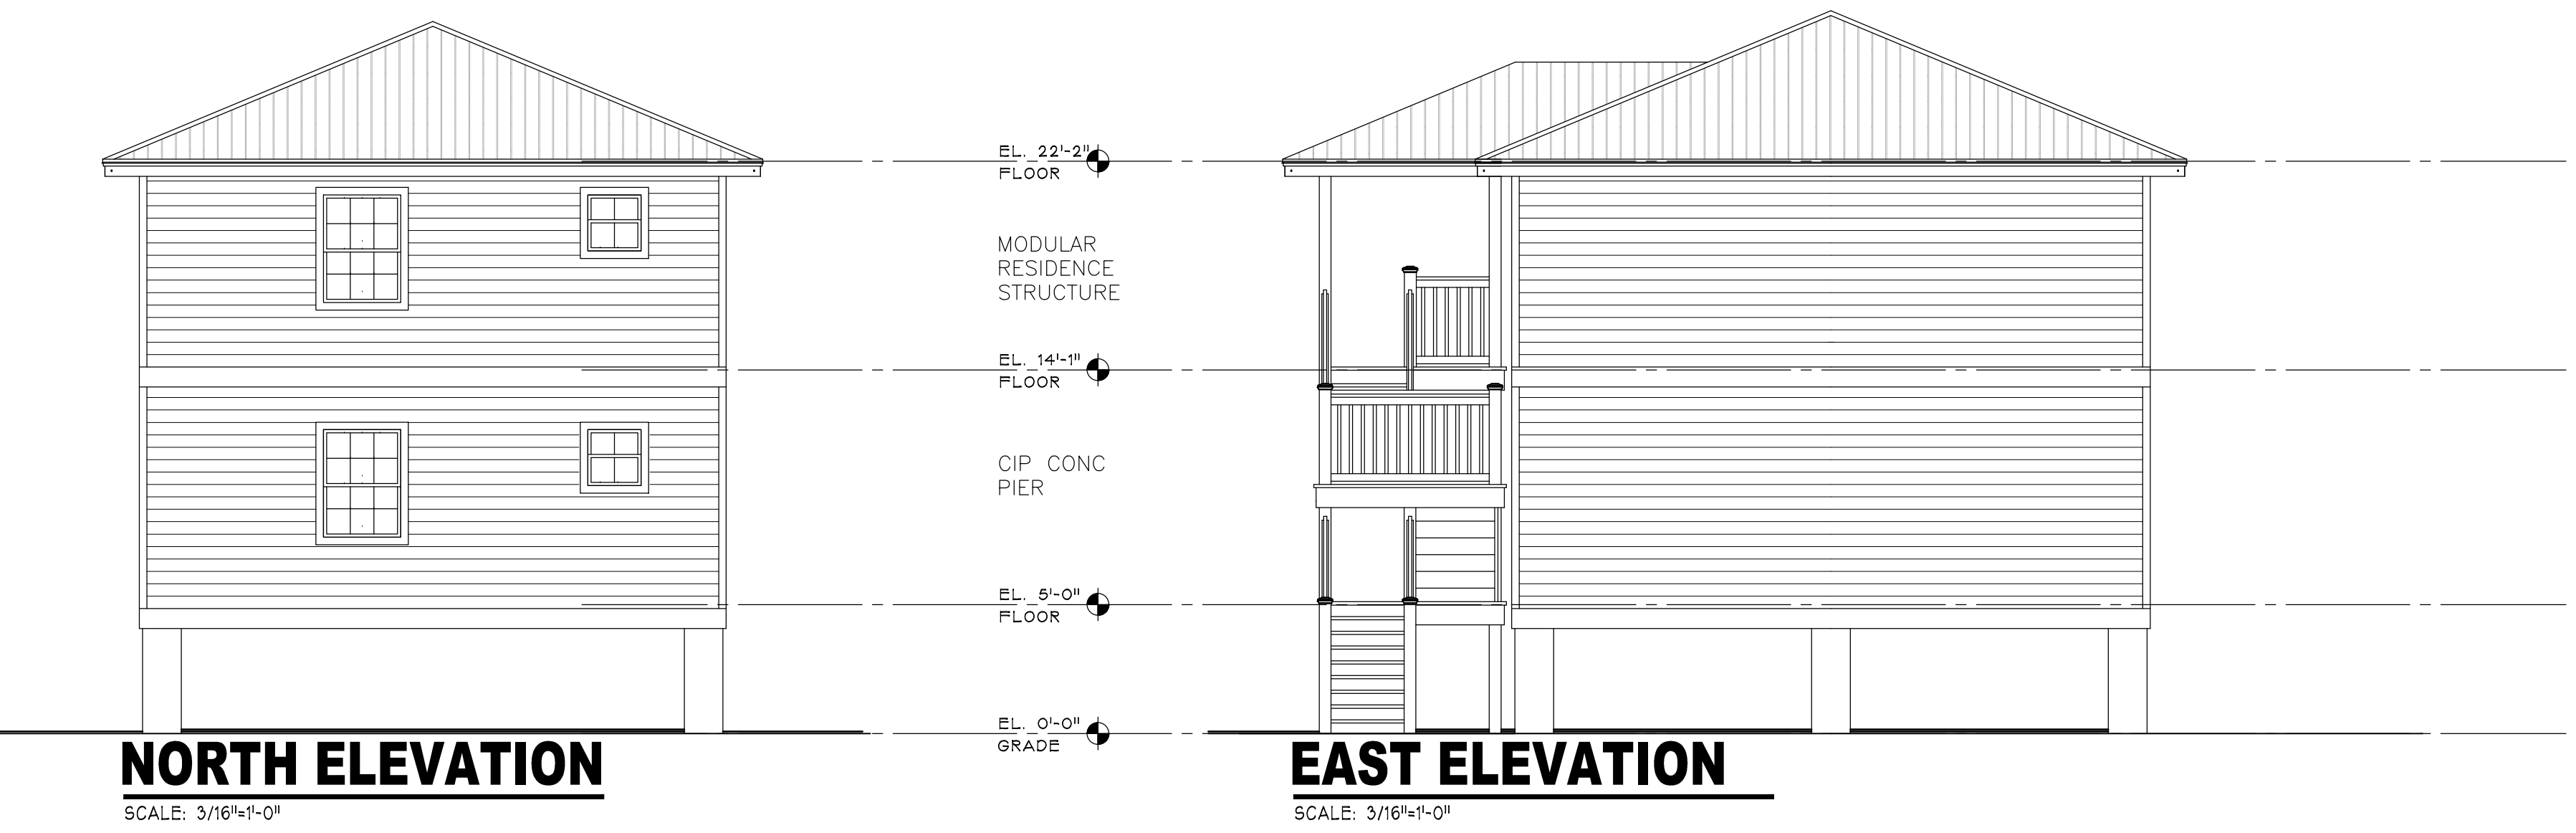 EL. 22'-2"
FLOOR
MODULAR
RESIDENCE
STRUCTURE
EL. 14'-1"
FLOOR
CIP CONC
PIER
EL. 5'-0"
FLOOR
EL. 0'-0"
GRADE
NORTH ELEVATION
SCALE: 3/16"=1'-0"
EAST ELEVATION
SCALE: 3/16"=1'-0"